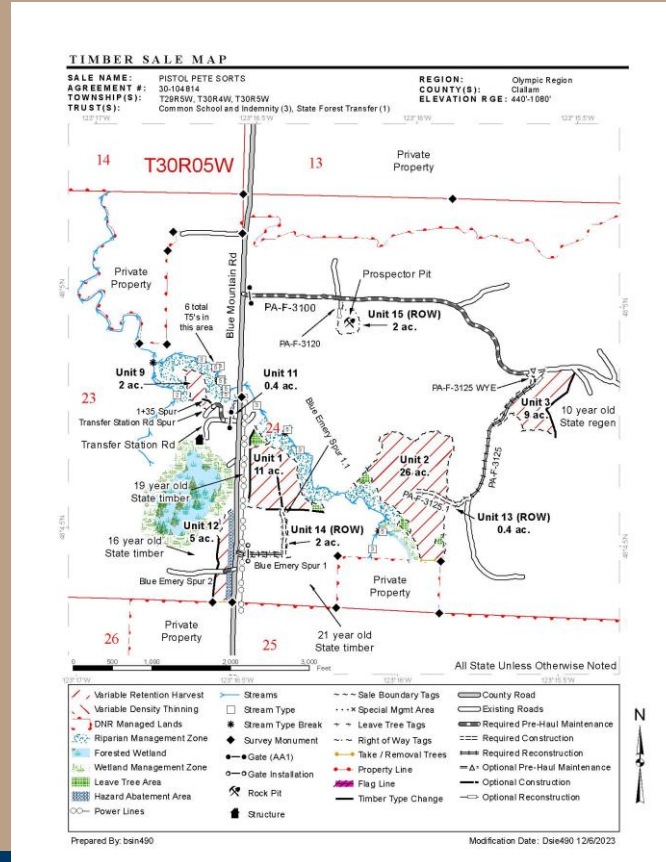 TIMBER SALE MAP
SALE NAME: PISTOL PETE SORTS
AGREEMENT #: 30-104814
TOWNSHIP(S): T29R5W, T30R4W, T30R5W
TRUST(S): Common School and Indemnity (3), State Forest Transfer (1)
REGION: Olympic Region
COUNTY(S): Clallam
ELEVATION RGE: 440'-1080'
14
T30R05W
13
Private
Property
Private
Property
6 total
T5's in
this area
Blue Mountain Rd
Prospector Pit
PA-F-3100
Unit 15 (ROW)
2 ac.
PA-F-3120
Unit 9
2 ac.
Unit 11
0.4 ac.
PA-F-3125 WYE
Unit 3
9 ac.
10 year old
State regen
23
1+35 Spur
Transfer Station Rd Spur
Transfer Station Rd
24
Blue Emery Spur 1.1
Unit 1
11 ac.
Unit 2
26 ac.
PA-F-3125
PA-F-3125.1
19 year old
State timber
Unit 12
5 ac.
Unit 14 (ROW)
2 ac.
Unit 13 (ROW)
0.4 ac.
16 year old
State timber
Blue Emery Spur 1
Blue Emery Spur 2
Private
Property
26
Private
Property
25
21 year old
State timber
0 500 1,000 2,000 3,000
Feet
All State Unless Otherwise Noted
Variable Retention Harvest
Variable Density Thinning
DNR Managed Lands
Riparian Management Zone
Forested Wetland
Wetland Management Zone
Leave Tree Area
Hazard Abatement Area
Power Lines
Streams
Stream Type
Stream Type Break
Survey Monument
Gate (AA1)
Gate Installation
Rock Pit
Structure
Sale Boundary Tags
Special Mgmt Area
Leave Tree Tags
Right of Way Tags
Take / Removal Trees
Property Line
Flag Line
Timber Type Change
County Road
Existing Roads
Required Pre-Haul Maintenance
Required Construction
Required Reconstruction
Optional Pre-Haul Maintenance
Optional Construction
Optional Reconstruction
N
Prepared By: bsin490
Modification Date: Dsie490 12/6/2023